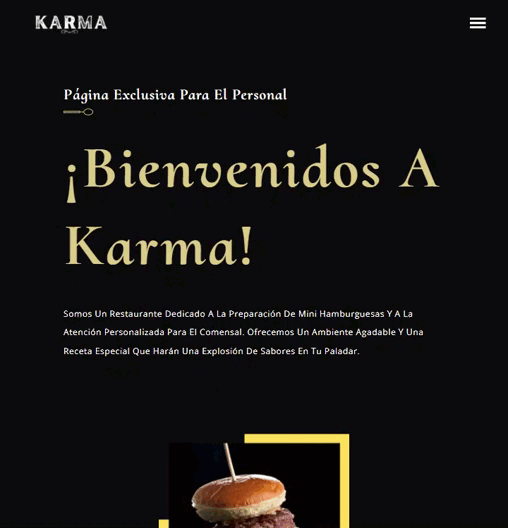 KARMA
Página Exclusiva Para El Personal
¡Bienvenidos A
Karma!
Somos Un Restaurante Dedicado A La Preparación De Mini Hamburguesas Y A La
Atención Personalizada Para El Comensal. Ofrecemos Un Ambiente Agadable Y Una
Receta Especial Que Harán Una Explosión De Sabores En Tu Paladar.